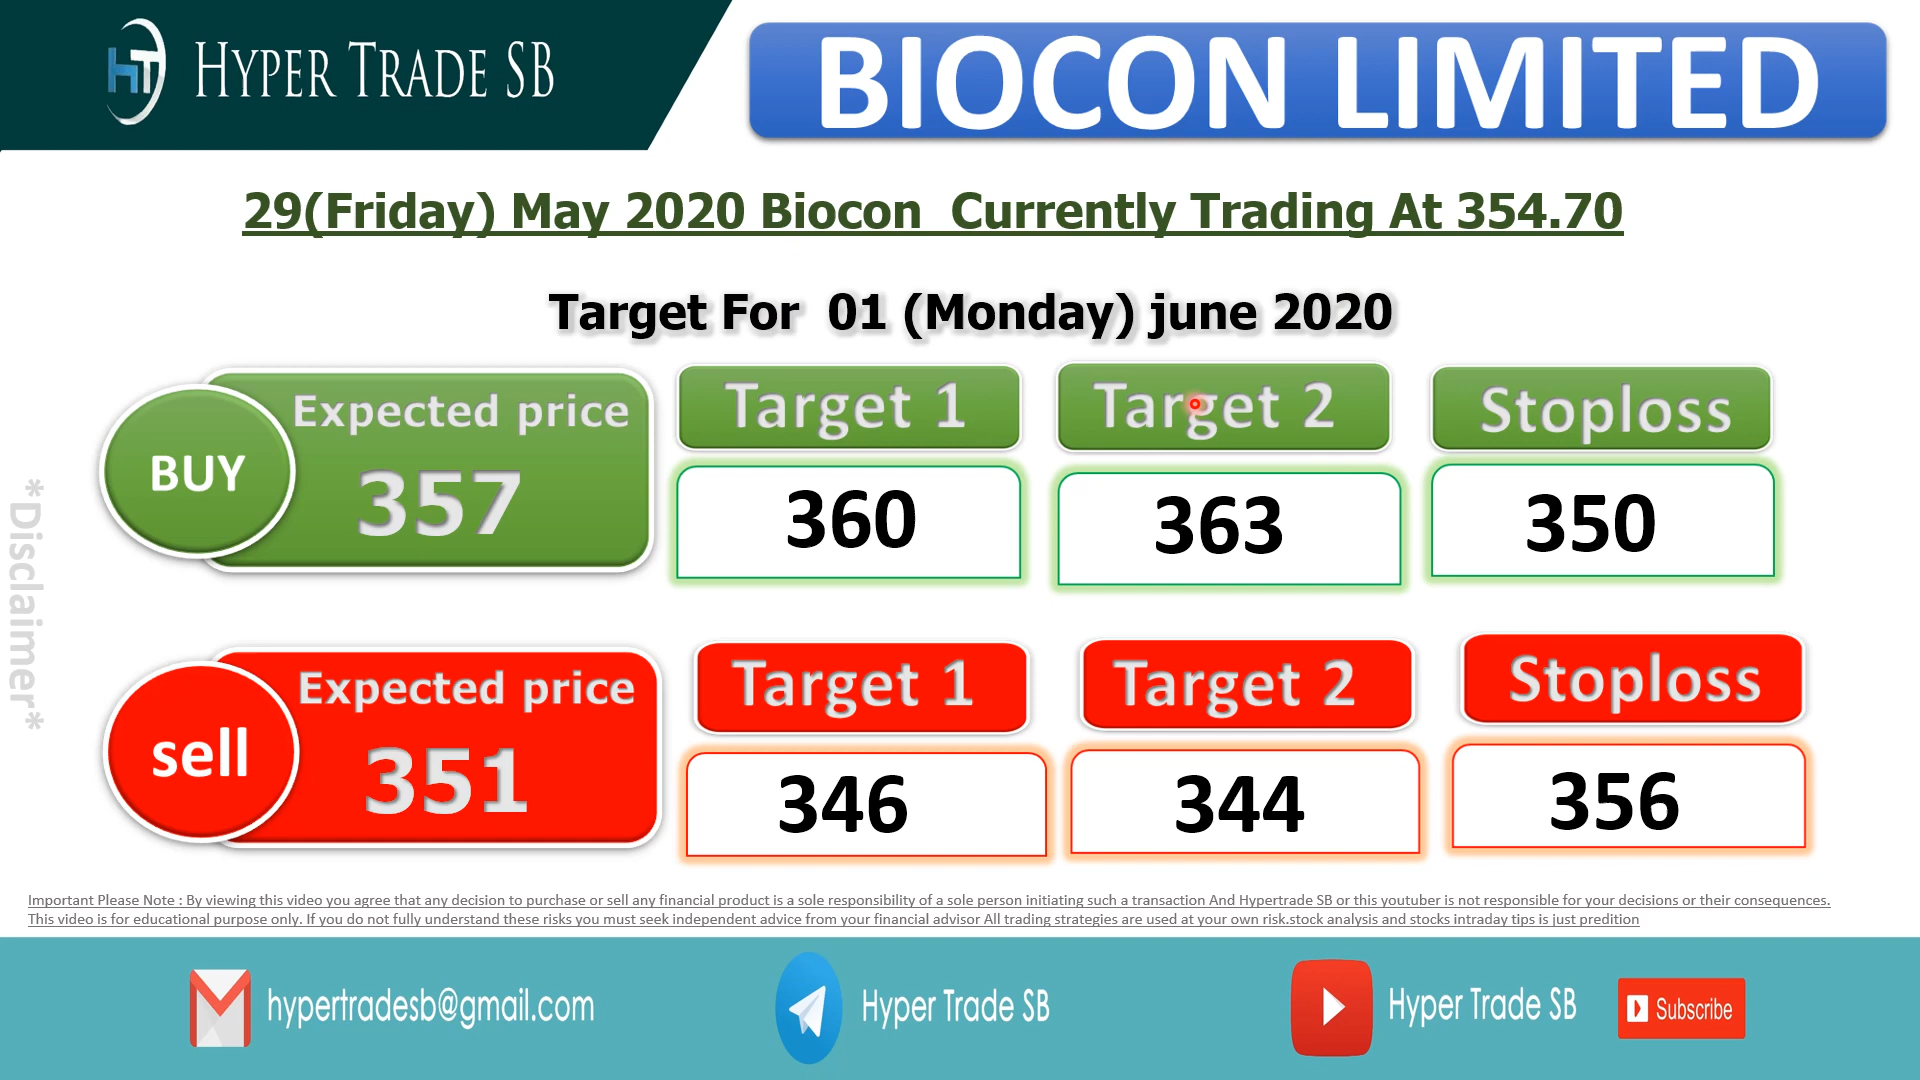 HT HYPER TRADE SB
BIOCON LIMITED
29(Friday) May 2020 Biocon Currently Trading At 354.70
Target For 01 (Monday) june 2020
BUY
Expected price
357
Target 1
360
Target 2
363
Stoploss
350
*Disclaimer*
sell
Expected price
351
Target 1
346
Target 2
344
Stoploss
356
Important Please Note : By viewing this video you agree that any decision to purchase or sell any financial product is a sole responsibility of a sole person initiating such a transaction And Hypertrade SB or this youtuber is not responsible for your decisions or their consequences.
This video is for educational purpose only. If you do not fully understand these risks you must seek independent advice from your financial advisor All trading strategies are used at your own risk.stock analysis and stocks intraday tips is just predition
hypertradesb@gmail.com
Hyper Trade SB
Hyper Trade SB
Subscribe